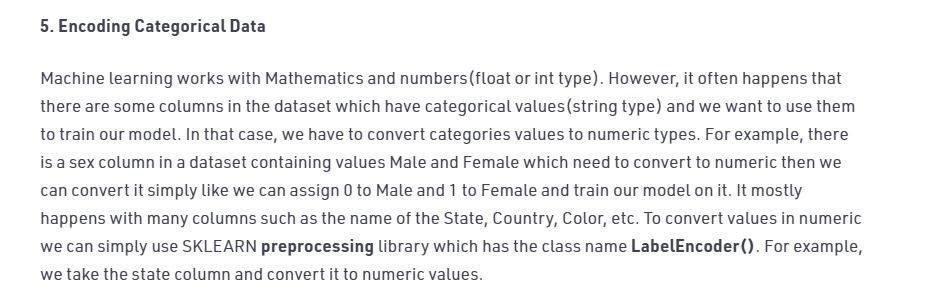 5. Encoding Categorical Data
Machine learning works with Mathematics and numbers(float or int type). However, it often happens that
there are some columns in the dataset which have categorical values(string type) and we want to use them
to train our model. In that case, we have to convert categories values to numeric types. For example, there
is a sex column in a dataset containing values Male and Female which need to convert to numeric then we
can convert it simply like we can assign 0 to Male and 1 to Female and train our model on it. It mostly
happens with many columns such as the name of the State, Country, Color, etc. To convert values in numeric
we can simply use SKLEARN preprocessing library which has the class name LabelEncoder(). For example,
we take the state column and convert it to numeric values.